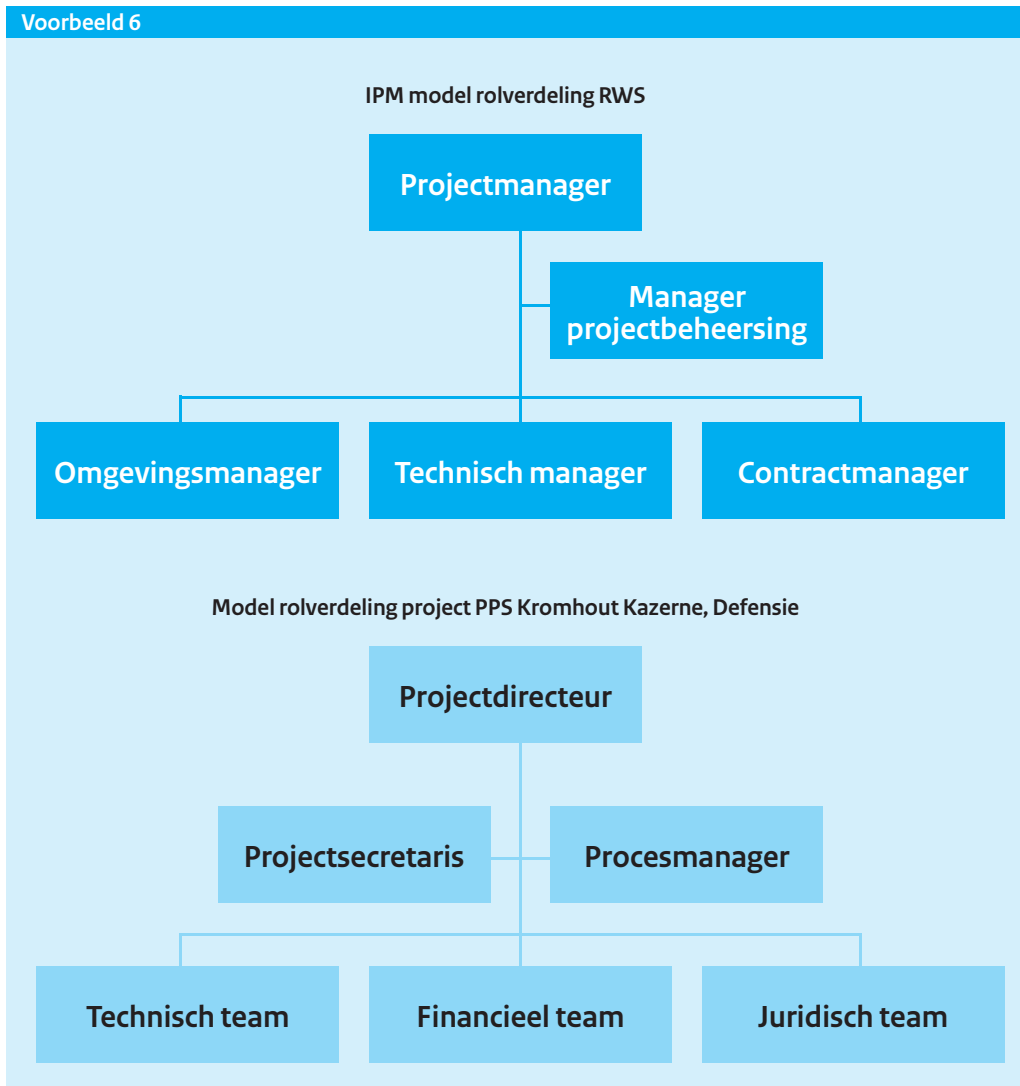 Voorbeeld 6
IPM model rolverdeling RWS
Projectmanager
Manager
projectbeheersing
Omgevingsmanager
Technisch manager
Contractmanager
Model rolverdeling project PPS Kromhout Kazerne, Defensie
Projectdirecteur
Projectsecretaris
Procesmanager
Technisch team
Financieel team
Juridisch team